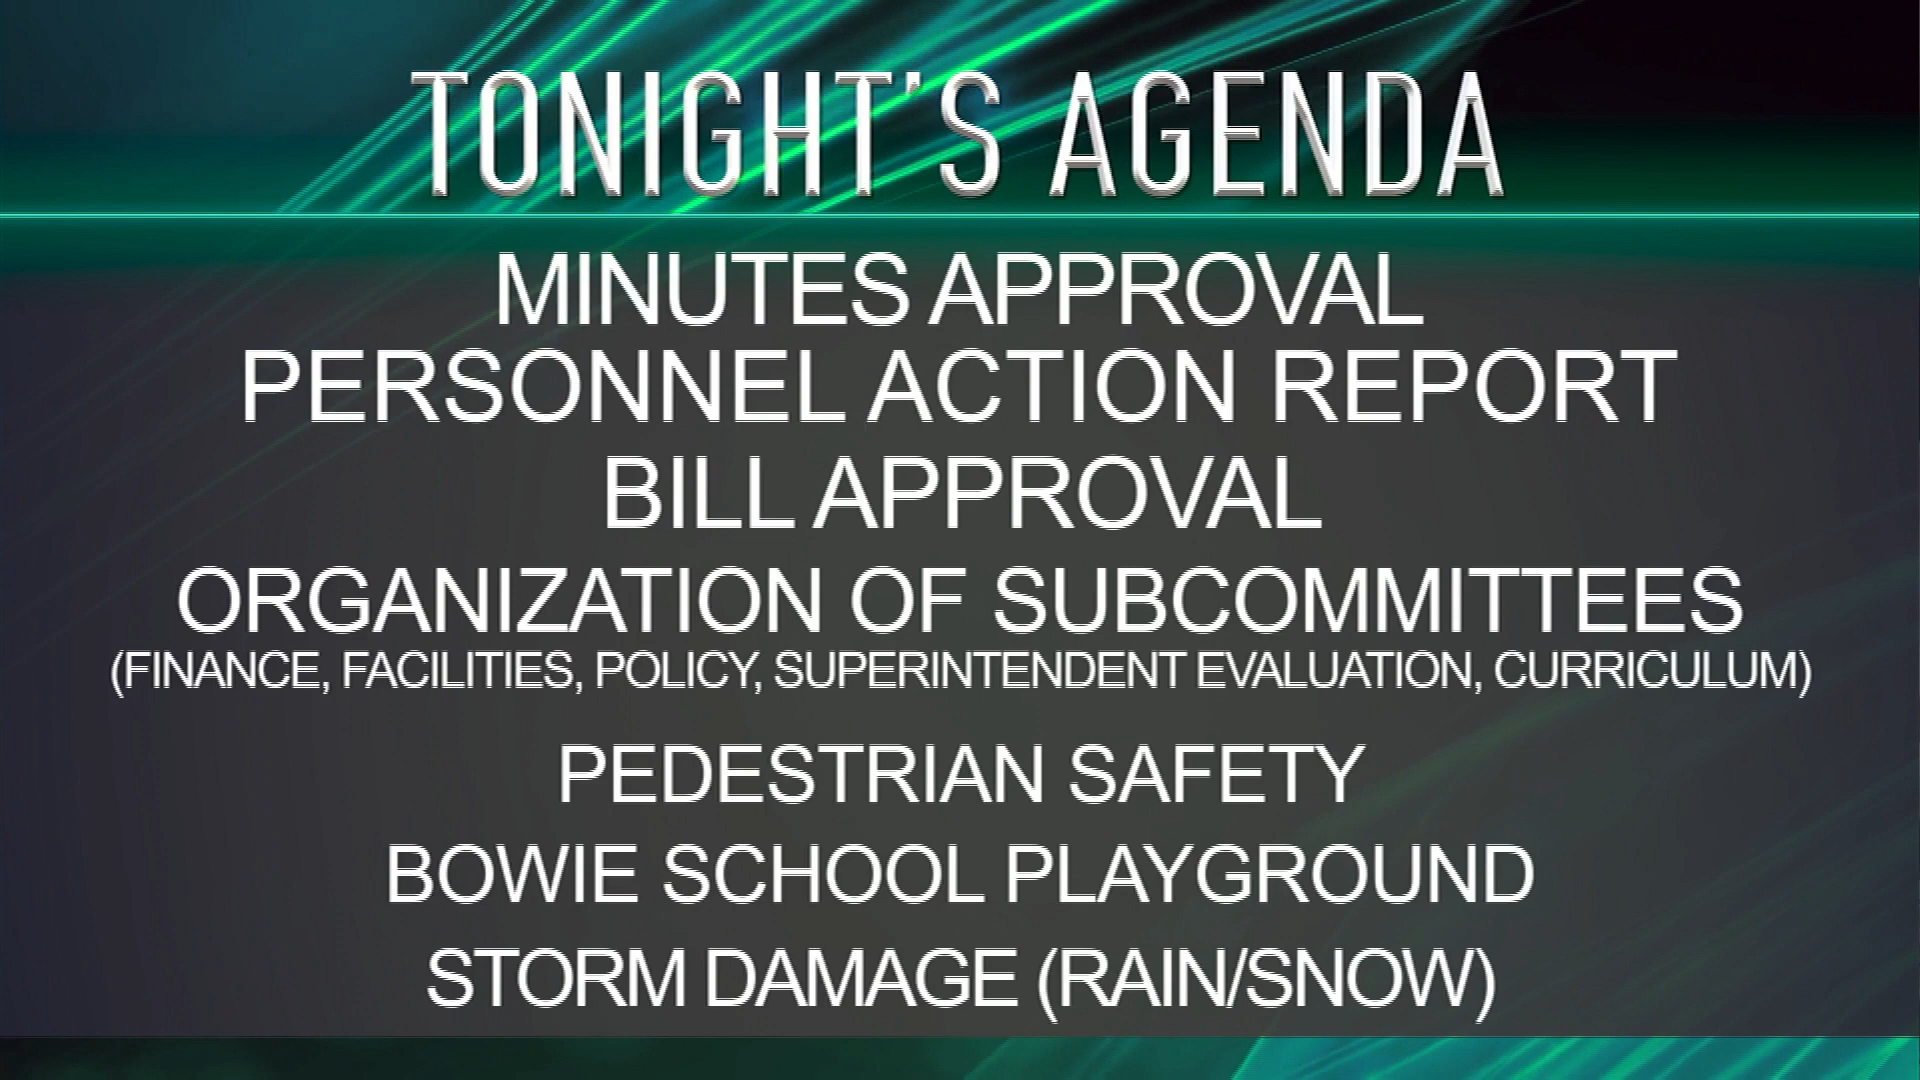 TONIGHT'S AGENDA
MINUTES APPROVAL
PERSONNEL ACTION REPORT
BILL APPROVAL
ORGANIZATION OF SUBCOMMITTEES
(FINANCE, FACILITIES, POLICY, SUPERINTENDENT EVALUATION, CURRICULUM)
PEDESTRIAN SAFETY
BOWIE SCHOOL PLAYGROUND
STORM DAMAGE (RAIN/SNOW)